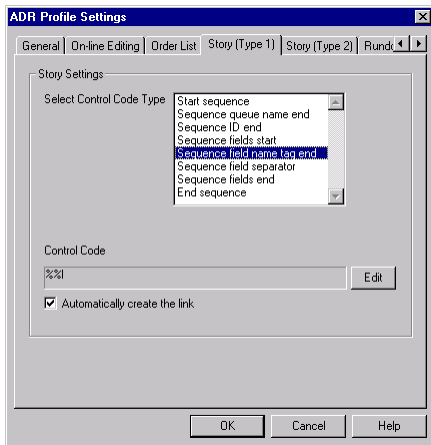 ADR Profile Settings
General On-line Editing Order List Story (Type 1) Story (Type 2)
Story Settings
Select Control Code Type
Start sequence
Sequence queue name end
Sequence ID end
Sequence fields start
Sequence field name tag end
Sequence field separator
Sequence fields end
End sequence
Control Code
%%I Edit
Automatically create the link
OK Cancel Help